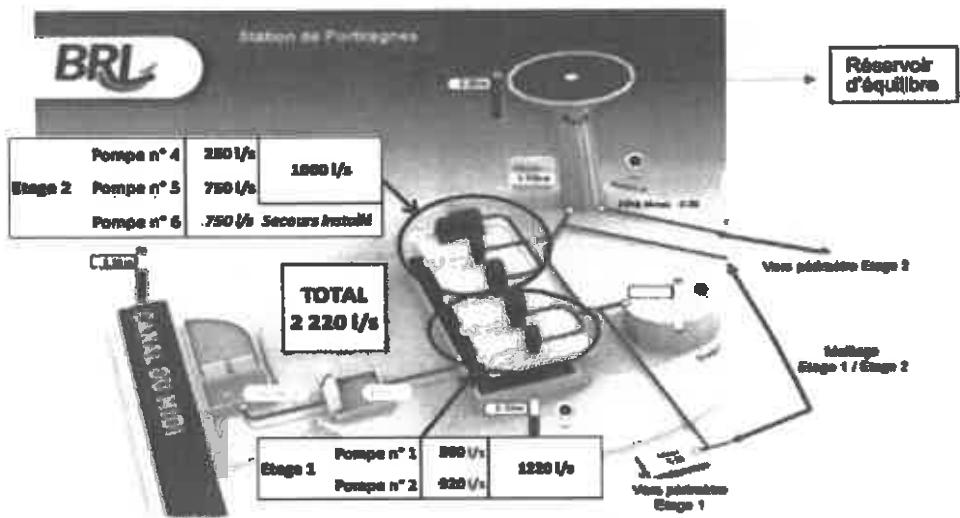 BRL
Station de Portiragnes
Réservoir
d'équilibre
Pompe n° 4 250 l/s
1000 l/s
Etage 2 Pompe n° 5 750 l/s
Pompe n° 6 750 l/s Secours installé
TOTAL
2 220 l/s
CANAL DU MIDI
Vers périmètre Etage 2
Maillage
Etage 1 / Etage 2
Etage 1 Pompe n° 1 l/s
1220 l/s
Pompe n° 2 920 l/s
Vers périmètre
Etage 1